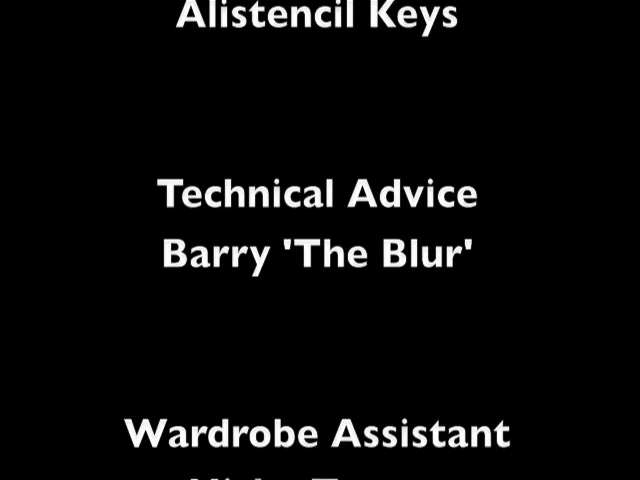 Alistencil Keys
Technical Advice
Barry 'The Blur'
Wardrobe Assistant